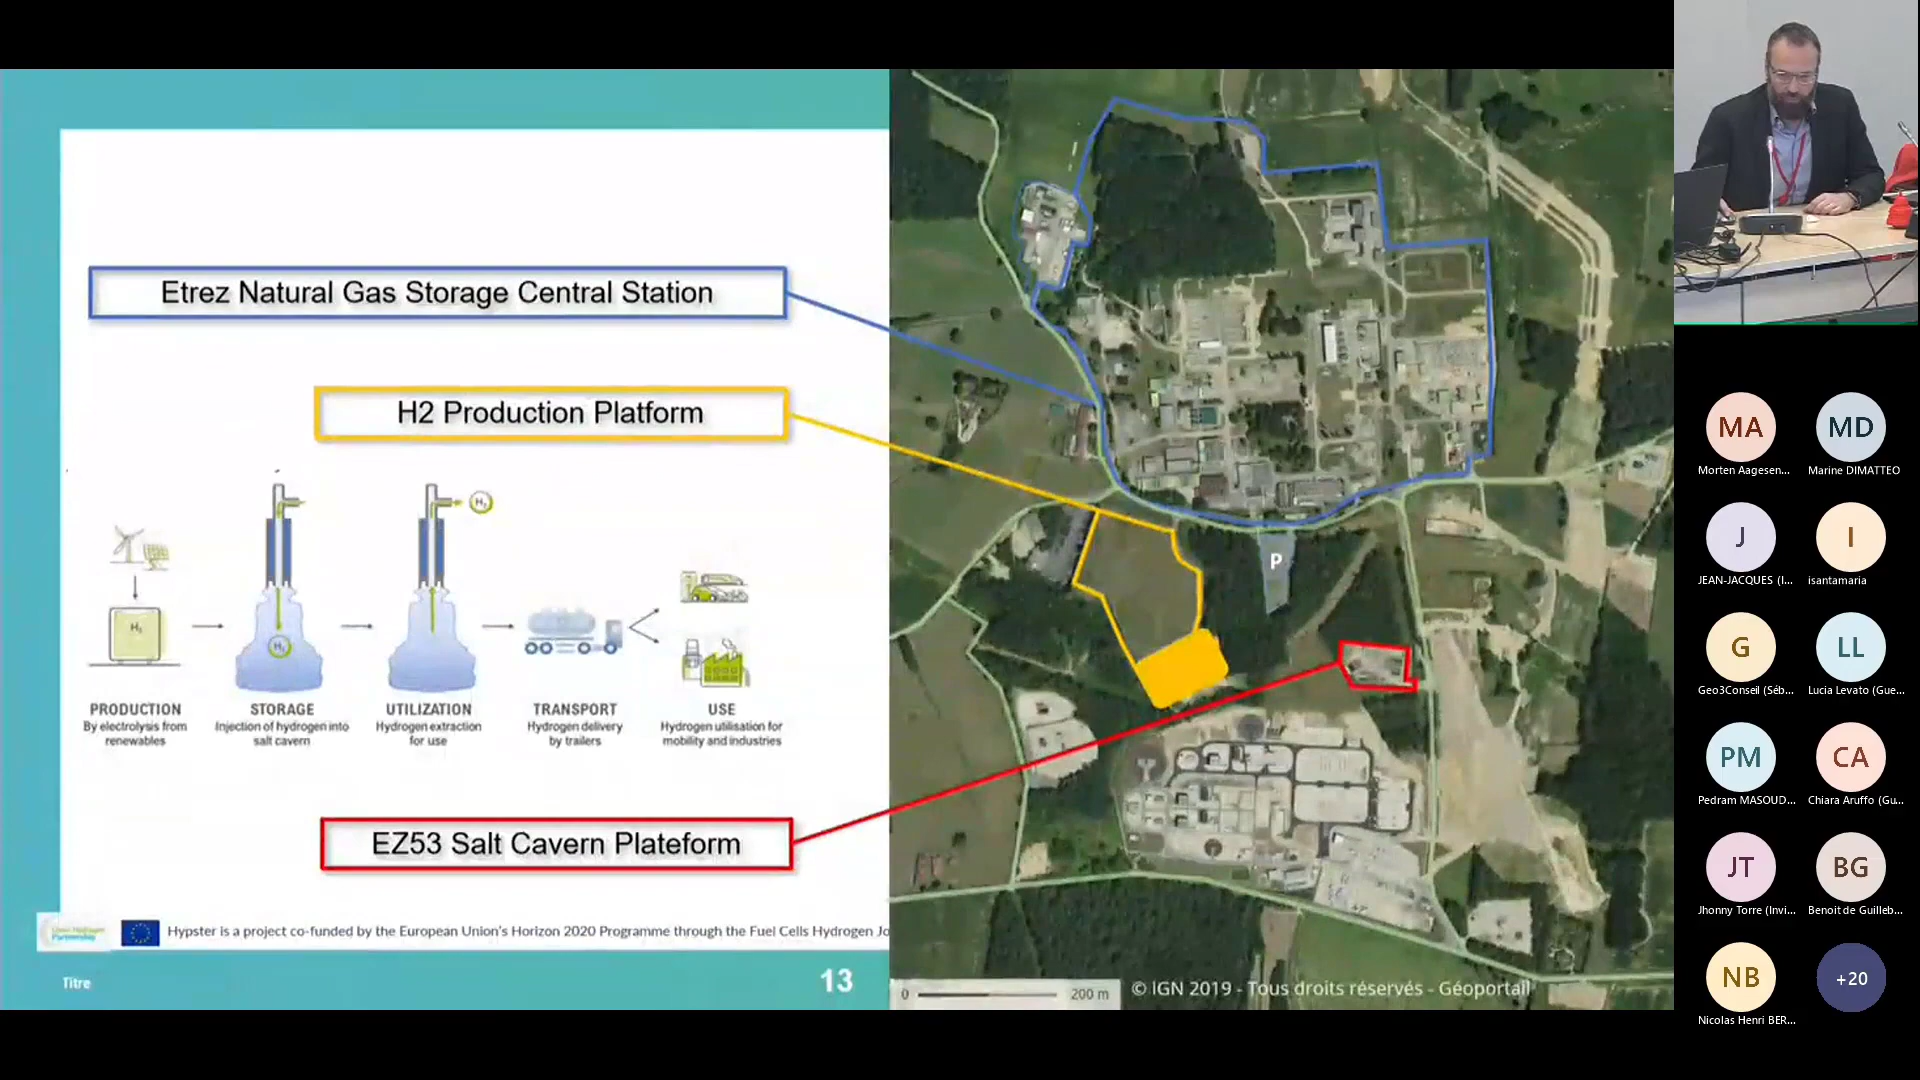 Etrez Natural Gas Storage Central Station
H2 Production Platform
H₂
H₂
H₂
PRODUCTION
By electrolysis from
renewables
STORAGE
Injection of hydrogen into
salt cavern
UTILIZATION
Hydrogen extraction
for use
TRANSPORT
Hydrogen delivery
by trailers
USE
Hydrogen utilisation for
mobility and industries
EZ53 Salt Cavern Plateform
Hypster is a project co-funded by the European Union's Horizon 2020 Programme through the Fuel Cells Hydrogen Jo
Titre
13
P
0
200 m
© IGN 2019 - Tous droits réservés - Géoportail
MA
Morten Aagesen...
MD
Marine DIMATTEO
J
JEAN-JACQUES (I...
I
isantamaria
G
Geo3Conseil (Séb...
LL
Lucia Levato (Gue...
PM
Pedram MASOUD...
CA
Chiara Aruffo (Gu...
JT
Jhonny Torre (Invi...
BG
Benoit de Guilleb...
NB
Nicolas Henri BER...
+20